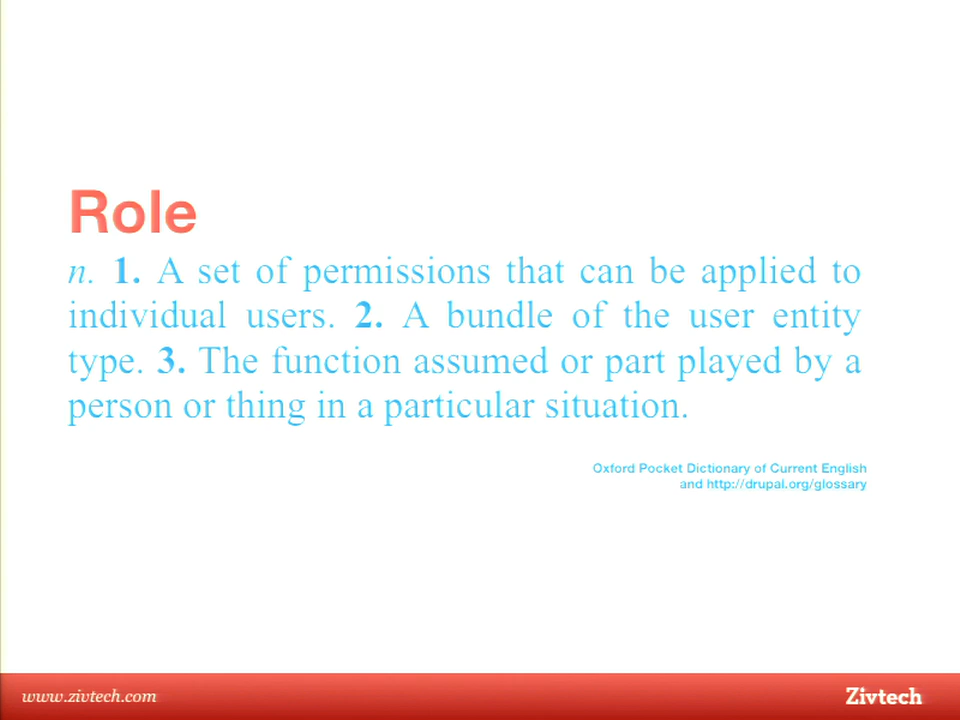 Role
n. 1. A set of permissions that can be applied to
individual users. 2. A bundle of the user entity
type. 3. The function assumed or part played by a
person or thing in a particular situation.
Oxford Pocket Dictionary of Current English
and http://drupal.org/glossary
www.zivtech.com
Zivtech